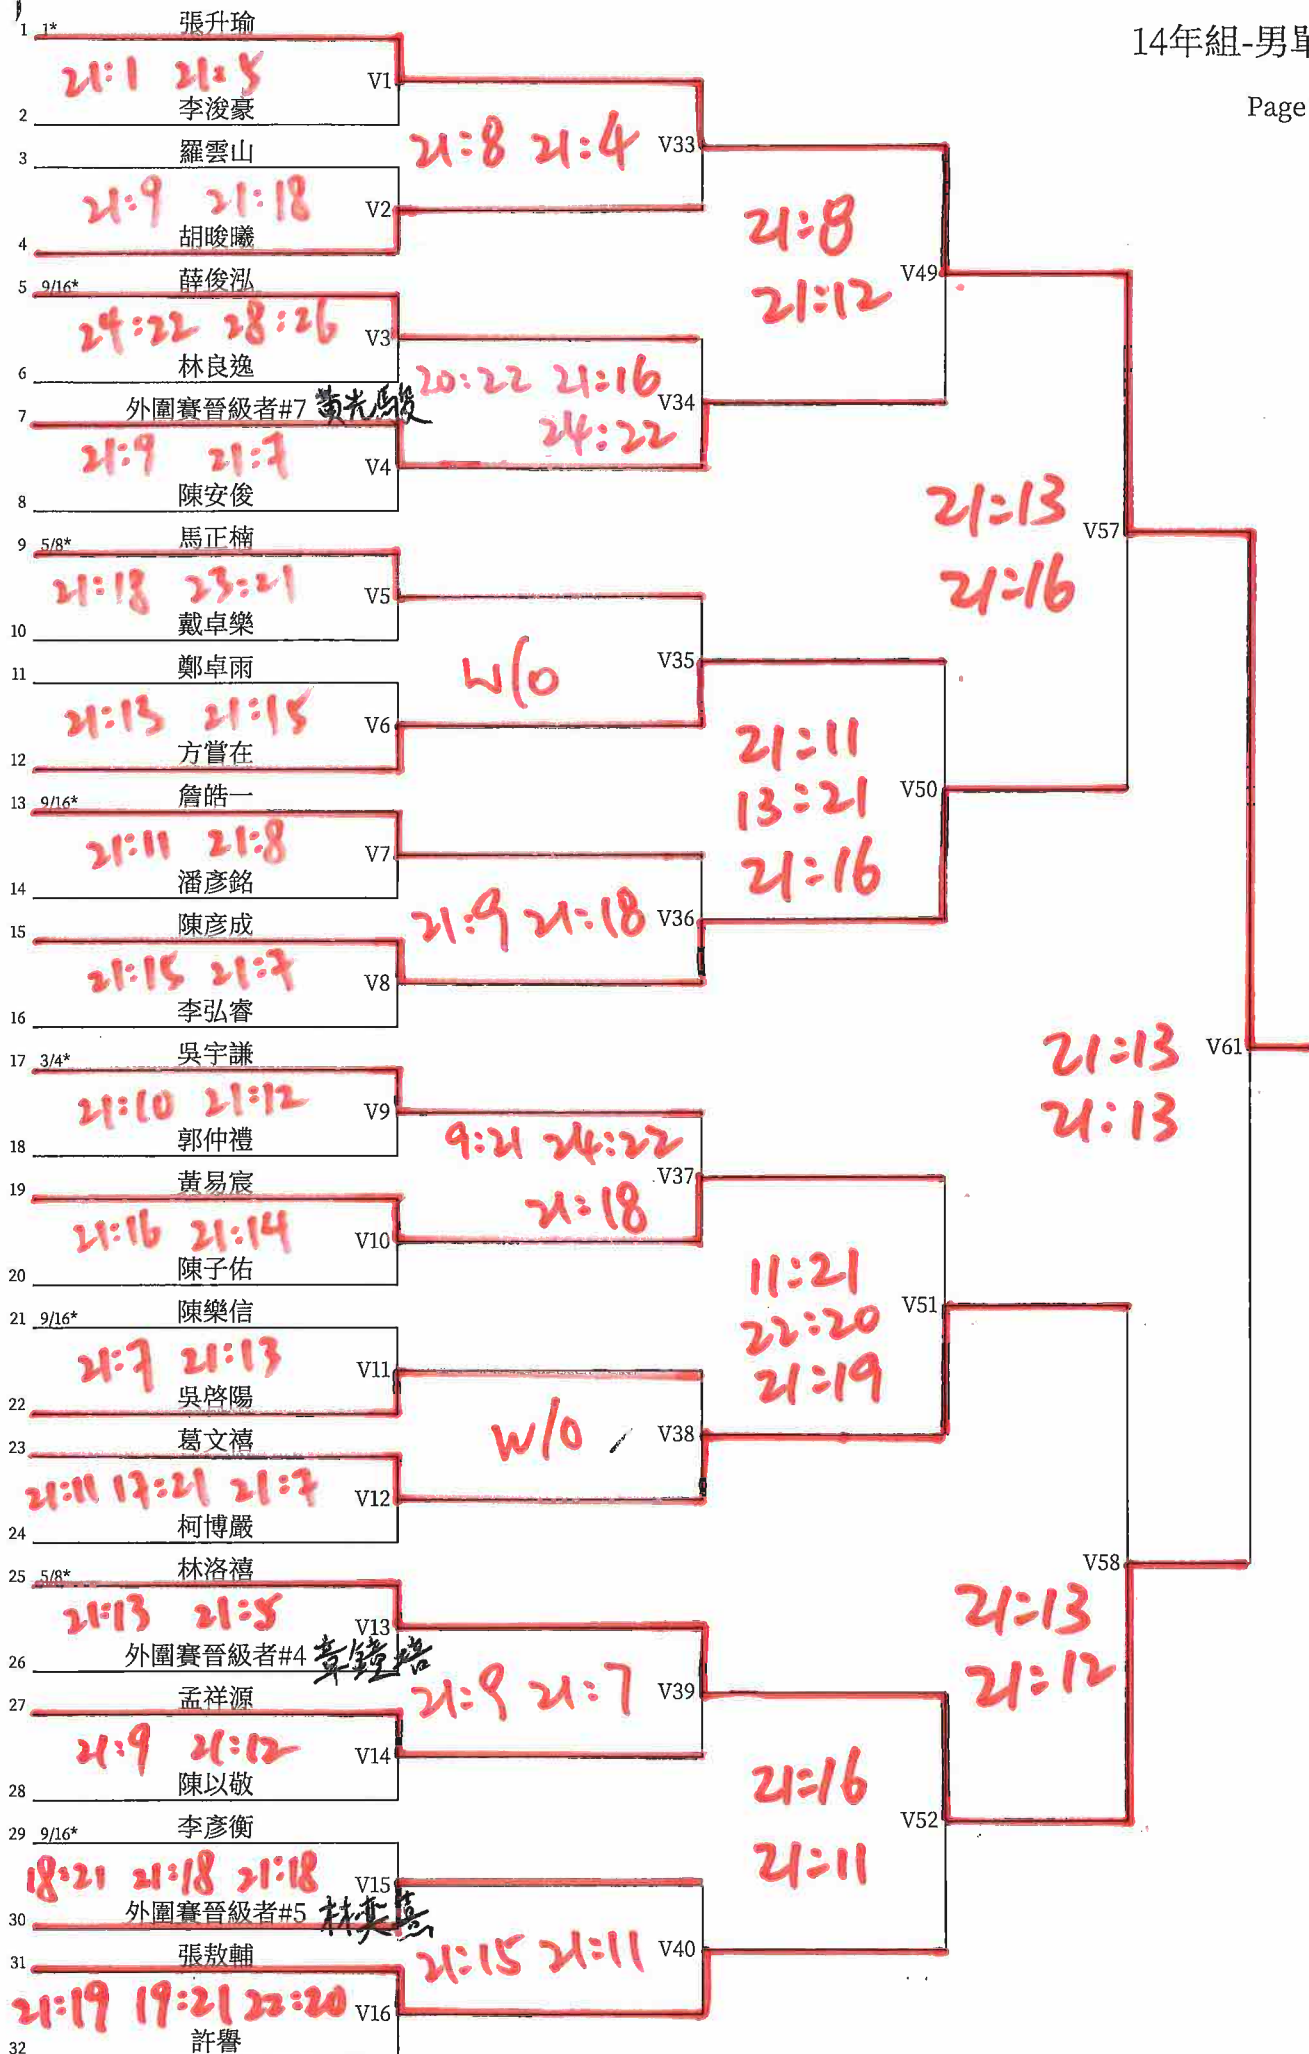 14年組-男單
Page
1 1* 張升瑜
21:1 21:5 V1
2 李浚豪
21:8 21:4 V33
3 羅雲山
21:9 21:18 V2
4 胡晙曦
21:8
21:12
V49
5 9/16* 薛俊泓
24:22 28:26 V3
6 林良逸
20:22 21:16
24:22
V34
7 外圍賽晉級者#7 黃光駿
21:9 21:7 V4
8 陳安俊
21:13
21:16
V57
9 5/8* 馬正楠
21:18 23:21 V5
10 戴卓樂
W/O V35
11 鄭卓雨
21:13 21:15 V6
12 方嘗在
21:11
13:21
21:16
V50
13 9/16* 詹皓一
21:11 21:8 V7
14 潘彥銘
21:9 21:18 V36
15 陳彥成
21:15 21:7 V8
16 李弘睿
21:13
21:13
V61
17 3/4* 吳宇謙
21:10 21:12 V9
18 郭仲禮
9:21 24:22
21:18
V37
19 黃易宸
21:16 21:14 V10
20 陳子佑
11:21
22:20
21:19
V51
21 9/16* 陳樂信
21:7 21:13 V11
22 吳啓陽
W/O V38
23 葛文禧
21:11 17:21 21:7 V12
24 柯博嚴
21:13
21:12
V58
25 5/8* 林洛禧
21:13 21:5 V13
26 外圍賽晉級者#4
21:9 21:7 V39
27 孟祥源
21:9 21:12 V14
28 陳以敬
21:16
21:11
V52
29 9/16* 李彥衡
18:21 21:18 21:18 V15
30 外圍賽晉級者#5 林奕熹
21:15 21:11 V40
31 張敖輔
21:19 19:21 22:20 V16
32 許譽